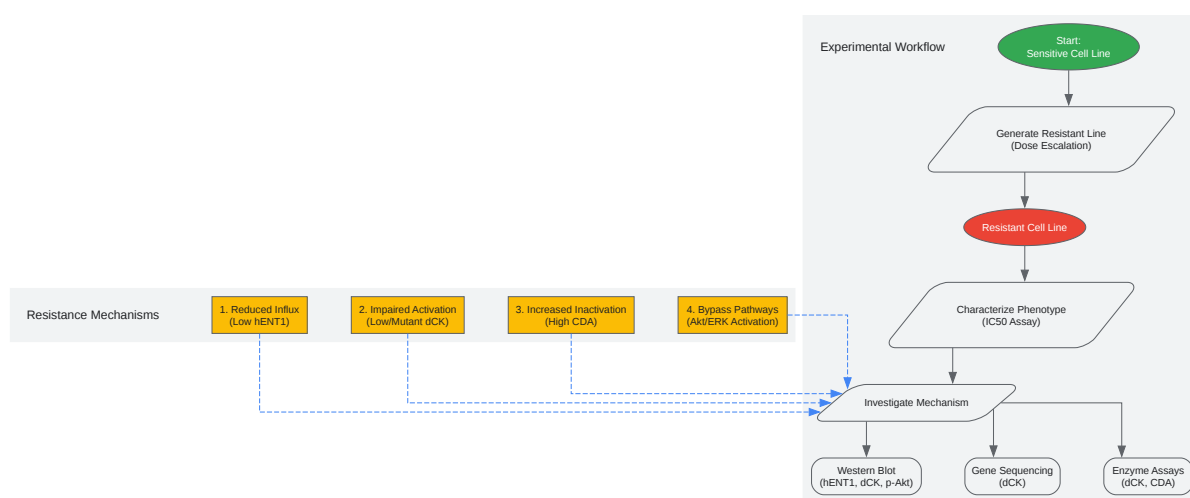 Experimental Workflow
Start:
Sensitive Cell Line
Generate Resistant Line
(Dose Escalation)
Resistant Cell Line
Resistance Mechanisms
1. Reduced Influx
(Low hENT1)
2. Impaired Activation
(Low/Mutant dCK)
3. Increased Inactivation
(High CDA)
4. Bypass Pathways
(Akt/ERK Activation)
Characterize Phenotype
(IC50 Assay)
Investigate Mechanism
Western Blot
(hENT1, dCK, p-Akt)
Gene Sequencing
(dCK)
Enzyme Assays
(dCK, CDA)